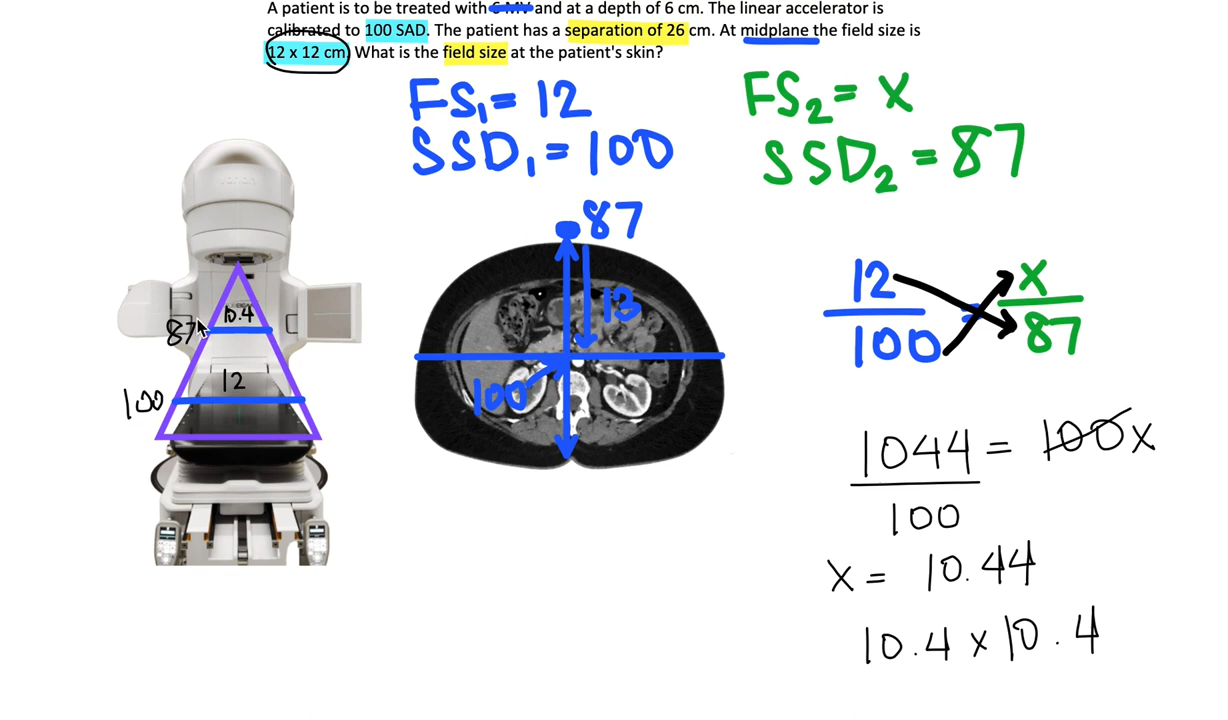 A patient is to be treated with 6 MV and at a depth of 6 cm. The linear accelerator is
calibrated to 100 SAD. The patient has a separation of 26 cm. At midplane the field size is
12 x 12 cm. What is the field size at the patient's skin?
FS₁ = 12
SSD₁ = 100
FS₂ = x
SSD₂ = 87
87
13
100
10.4
87
12
100
12 = x
100 87
1044 = 100x
100
x = 10.44
10.4 x 10.4